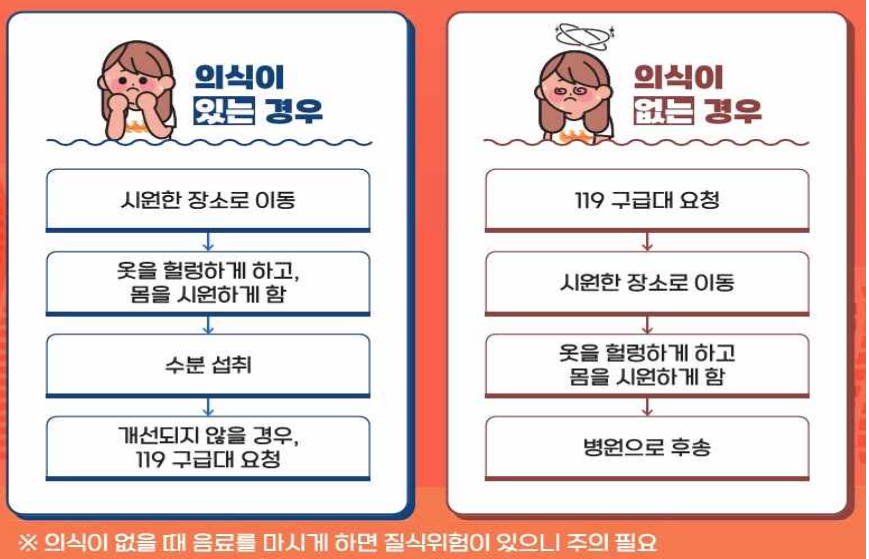 의식이
있는 경우
시원한 장소로 이동
옷을 헐렁하게 하고,
몸을 시원하게 함
수분 섭취
개선되지 않을 경우,
119 구급대 요청
의식이
없는 경우
119 구급대 요청
시원한 장소로 이동
옷을 헐렁하게 하고
몸을 시원하게 함
병원으로 후송
※ 의식이 없을 때 음료를 마시게 하면 질식위험이 있으니 주의 필요